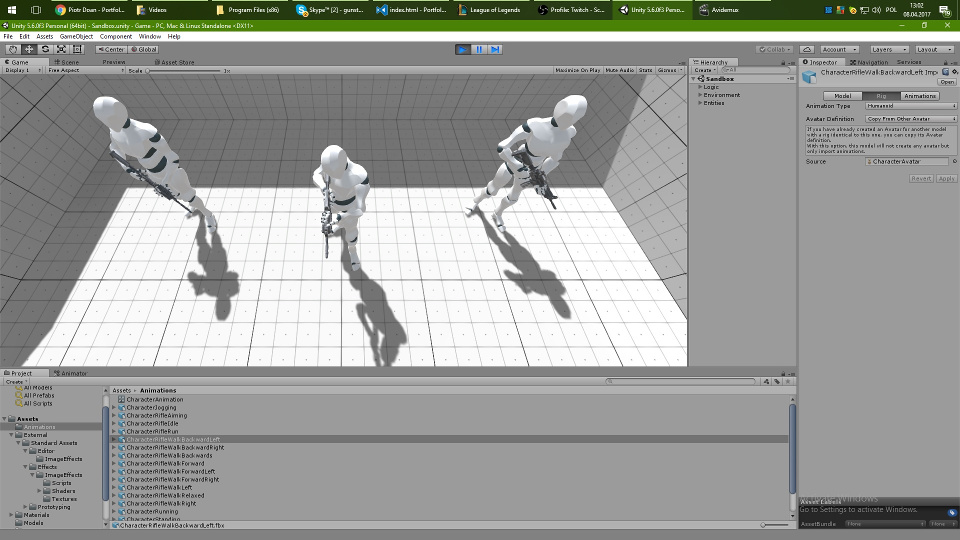 Piotr Doan - Portfol... Videos Program Files (x86) Skype™ [2] - gunst... index.html - Portfol... League of Legends Profile: Twitch - Sc... Unity 5.6.0f3 Perso... Avidemux POL 13:02
08.04.2017
Unity 5.6.0f3 Personal (64bit) - Sandbox.unity - Game - PC, Mac & Linux Standalone <DX11>
File Edit Assets GameObject Component Window Help
Center Global Collab Account Layers Layout
Game Scene Preview Asset Store Hierarchy Inspector Navigation Services
Display 1 Free Aspect Scale 1x Maximize On Play Mute Audio Stats Gizmos Create All
CharacterRifleWalkBackwardLeft Impo
Sandbox
Open
Logic
Environment
Entities
Model Rig Animations
Animation Type Humanoid
Avatar Definition Copy From Other Avatar
If you have already created an Avatar for another model
with a rig identical to this one, you can copy its Avatar
definition.
With this option, this model will not create any avatar but
only import animations.
Source CharacterAvatar
Revert Apply
Project Animator
Create
All Models
All Prefabs
All Scripts
Assets
Animations
External
Standard Assets
Editor
ImageEffects
Effects
ImageEffects
Scripts
Shaders
Textures
Prototyping
Materials
Models
Assets Animations
CharacterAnimation
CharacterJogging
CharacterRifleAiming
CharacterRifleIdle
CharacterRifleRun
CharacterRifleWalkBackwardLeft
CharacterRifleWalkBackwardRight
CharacterRifleWalkBackwards
CharacterRifleWalkForward
CharacterRifleWalkForwardLeft
CharacterRifleWalkForwardRight
CharacterRifleWalkLeft
CharacterRifleWalkRelaxed
CharacterRifleWalkRight
CharacterRunning
CharacterStanding
CharacterRifleWalkBackwardLeft.fbx
Asset Labels
Go to Settings to activate Windows.
AssetBundle None None